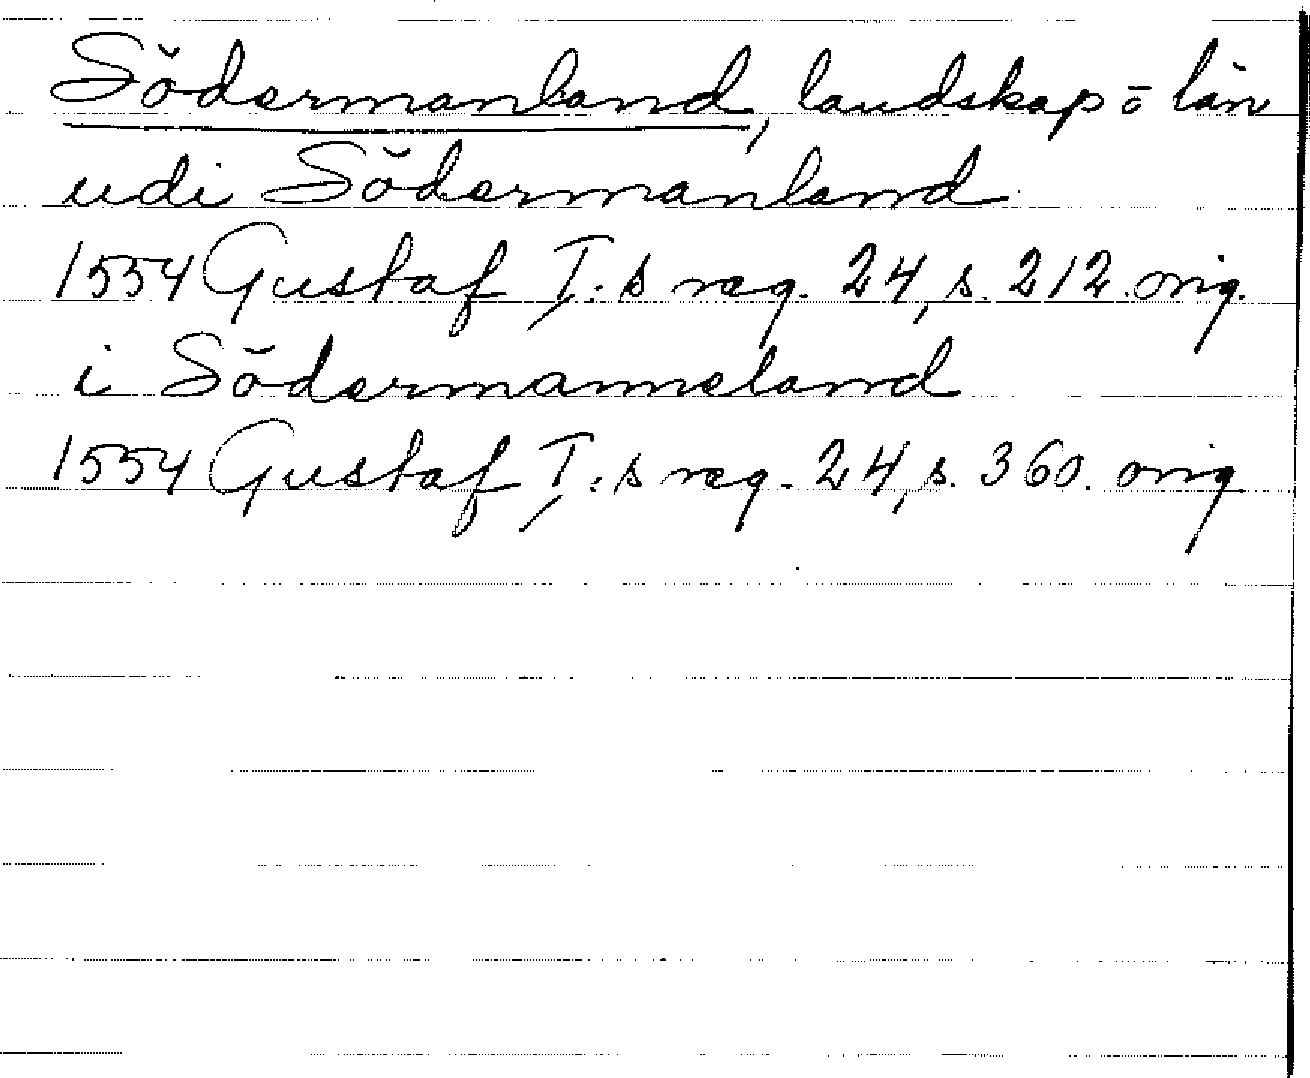 Södermanland, landskap ö län
udi Södermanland
1554 Gustaf I:s reg. 24, s. 212. orig.
i Södermanneland
1554 Gustaf I:s reg. 24, s. 360. orig